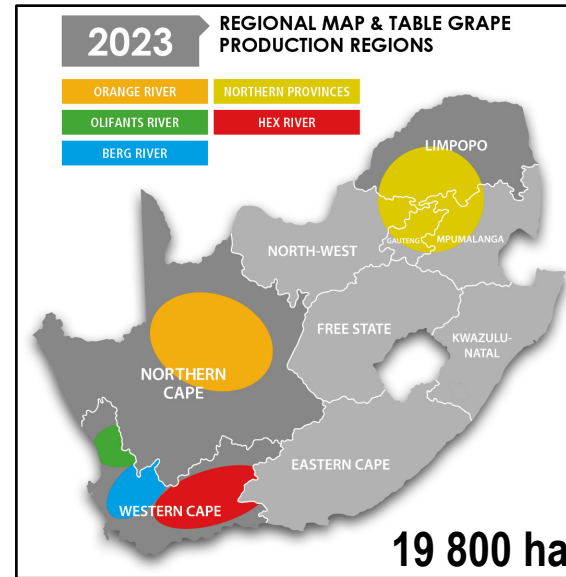 2023
REGIONAL MAP & TABLE GRAPE
PRODUCTION REGIONS
ORANGE RIVER
NORTHERN PROVINCES
OLIFANTS RIVER
HEX RIVER
BERG RIVER
LIMPOPO
GAUTENG
MPUMALANGA
NORTH-WEST
FREE STATE
KWAZULU-
NATAL
NORTHERN
CAPE
EASTERN CAPE
WESTERN CAPE
19 800 ha